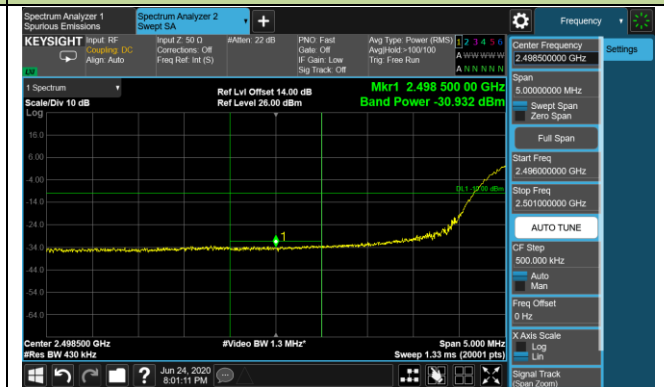 Spectrum Analyzer 1
Spurious Emissions
Spectrum Analyzer 2
Swept SA
Frequency
KEYSIGHT
Input: RF
Coupling: DC
Align: Auto
Input Z: 50 Ω
Corrections: Off
Freq Ref: Int (S)
#Atten: 22 dB
PNO: Fast
Gate: Off
IF Gain: Low
Sig Track: Off
Avg Type: Power (RMS)
Avg|Hold:>100/100
Trig: Free Run
1 2 3 4 5 6
A WW WW W
A N N N N N
LW
1 Spectrum
Scale/Div 10 dB
Ref Lvl Offset 14.00 dB
Ref Level 26.00 dBm
Mkr1 2.498 500 00 GHz
Band Power -30.932 dBm
Log
16.0
6.00
-4.00
-14.0
-24.0
-34.0
-44.0
-54.0
-64.0
DL1 -10.00 dBm
1
Center 2.498500 GHz
#Res BW 430 kHz
#Video BW 1.3 MHz*
Span 5.000 MHz
Sweep 1.33 ms (20001 pts)
Center Frequency
2.498500000 GHz
Settings
Span
5.00000000 MHz
Swept Span
Zero Span
Full Span
Start Freq
2.496000000 GHz
Stop Freq
2.501000000 GHz
AUTO TUNE
CF Step
500.000 kHz
Auto
Man
Freq Offset
0 Hz
X Axis Scale
Log
Lin
Signal Track
(Span Zoom)
?
Jun 24, 2020
8:01:11 PM